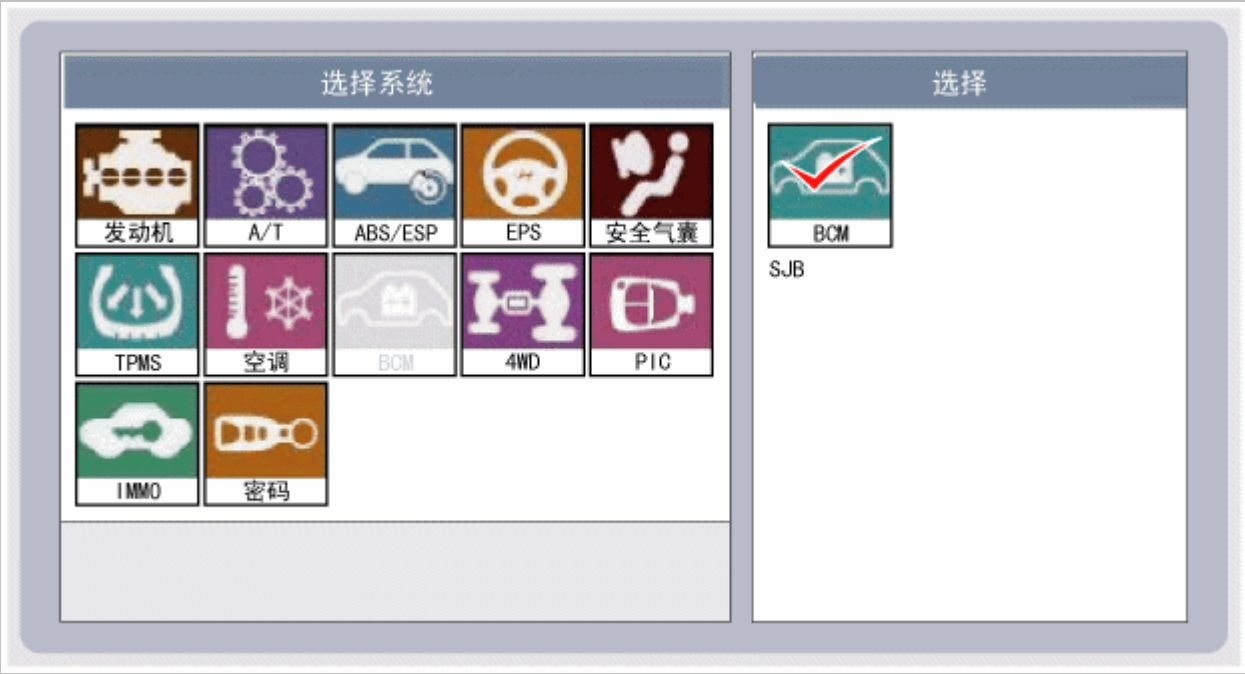 选择系统
选择
发动机
A/T
ABS/ESP
EPS
安全气囊
BCM
SJB
TPMS
空调
BCM
4WD
PIC
IMMO
密码